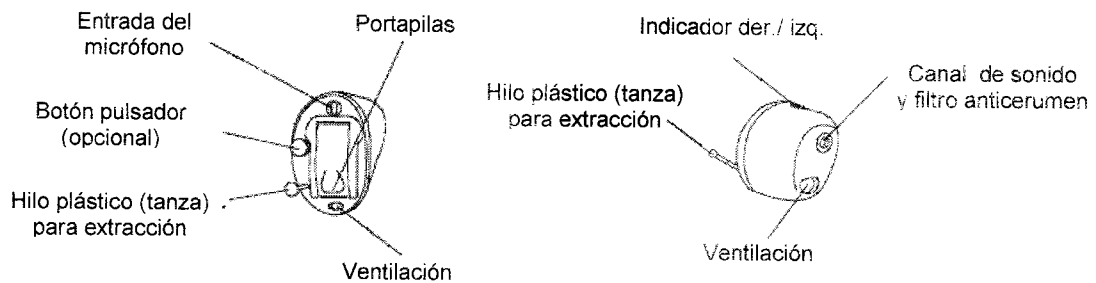 Entrada del
micrófono
Portapilas
Botón pulsador
(opcional)
Hilo plástico (tanza)
para extracción
Ventilación
Indicador der./ izq.
Hilo plástico (tanza)
para extracción
Canal de sonido
y filtro anticerumen
Ventilación